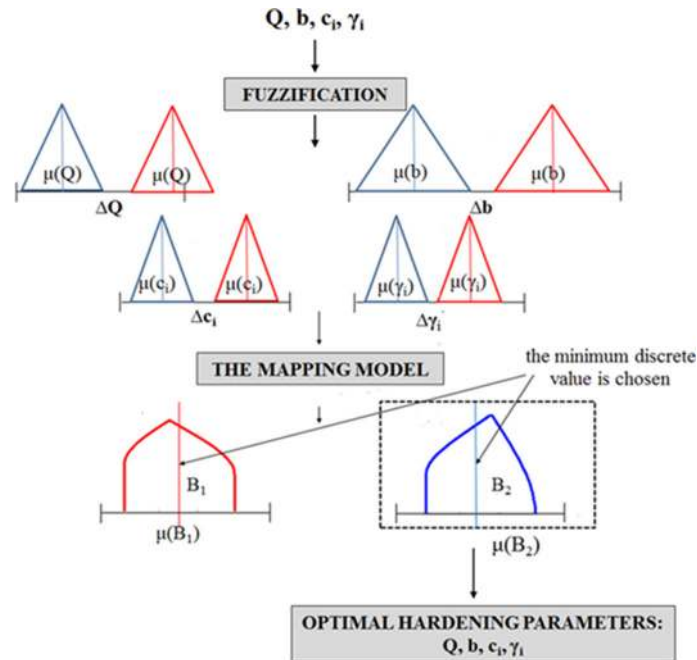 Q, b, cᵢ, γᵢ
FUZZIFICATION
μ(Q) μ(Q) μ(b) μ(b)
ΔQ Δb
μ(cᵢ) μ(cᵢ) μ(γᵢ) μ(γᵢ)
Δcᵢ Δγᵢ
THE MAPPING MODEL
the minimum discrete
value is chosen
B₁ B₂
μ(B₁) μ(B₂)
OPTIMAL HARDENING PARAMETERS:
Q, b, cᵢ, γᵢ